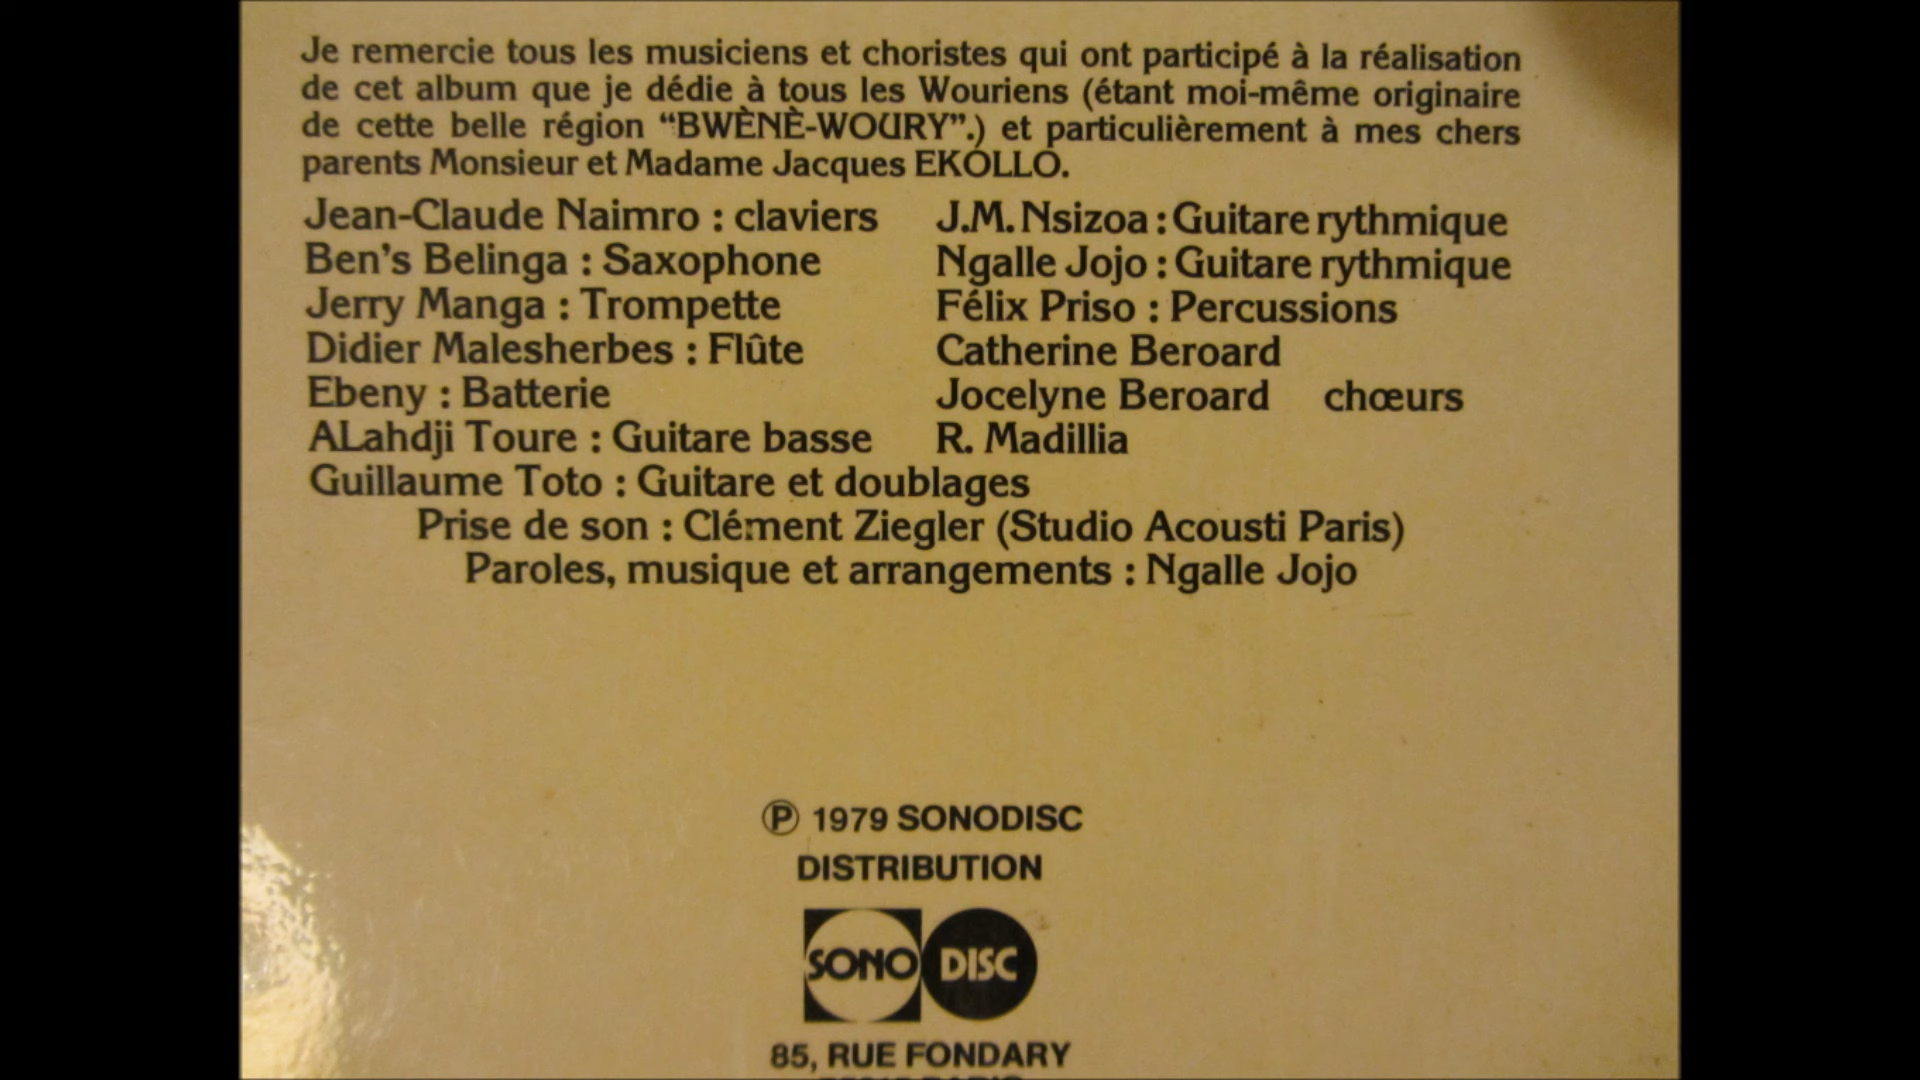 Je remercie tous les musiciens et choristes qui ont participé à la réalisation
de cet album que je dédie à tous les Wouriens (étant moi-même originaire
de cette belle région “BWÈNÈ-WOURY”.) et particulièrement à mes chers
parents Monsieur et Madame Jacques EKOLLO.
Jean-Claude Naimro : claviers
Ben's Belinga : Saxophone
Jerry Manga : Trompette
Didier Malesherbes : Flûte
Ebeny : Batterie
ALahdji Toure : Guitare basse
Guillaume Toto : Guitare et doublages
J.M. Nsizoa : Guitare rythmique
Ngalle Jojo : Guitare rythmique
Félix Priso : Percussions
Catherine Beroard
Jocelyne Beroard chœurs
R. Madillia
Prise de son : Clément Ziegler (Studio Acousti Paris)
Paroles, musique et arrangements : Ngalle Jojo
Ⓟ 1979 SONODISC
DISTRIBUTION
SONO DISC
85, RUE FONDARY